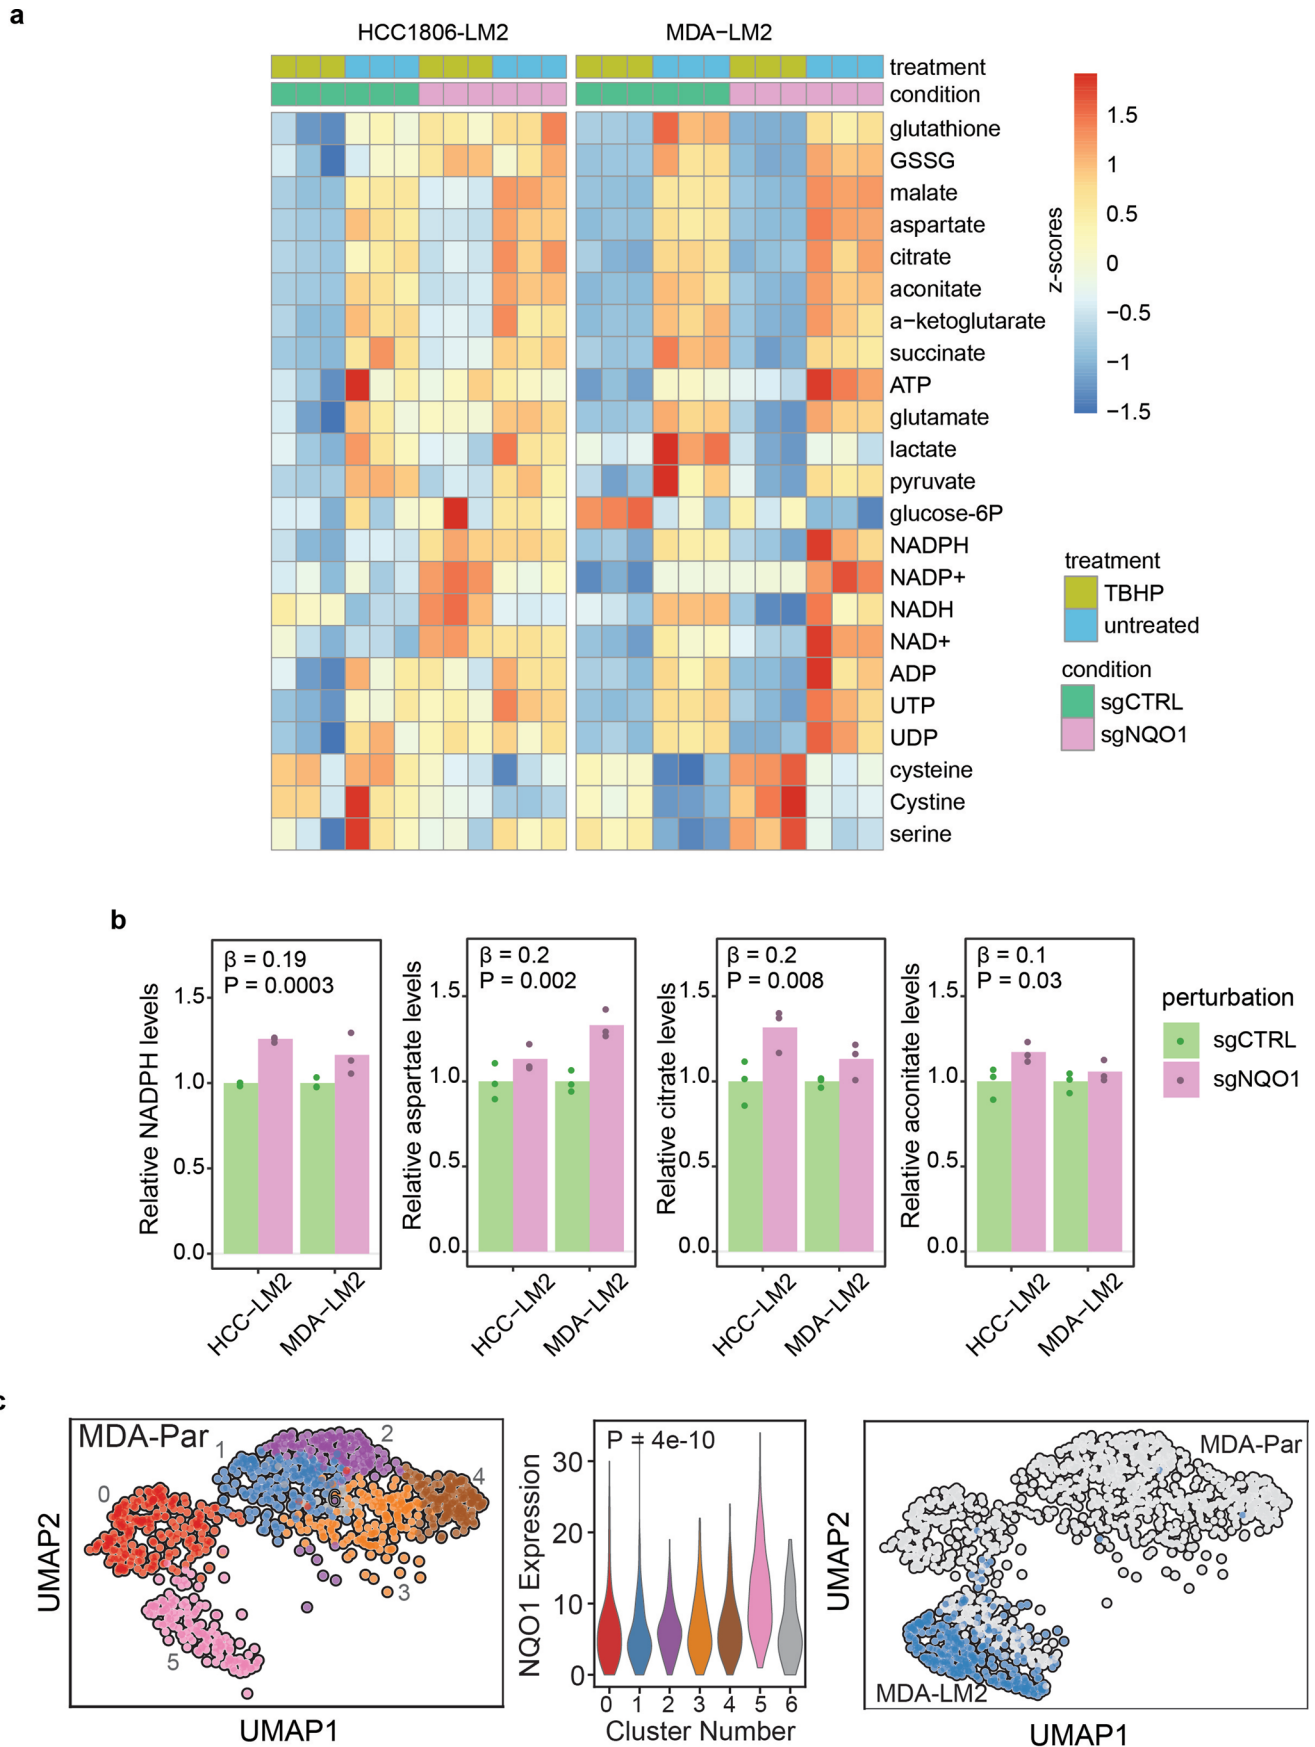 a
HCC1806-LM2
MDA−LM2
treatment
condition
glutathione
GSSG
malate
aspartate
citrate
aconitate
a−ketoglutarate
succinate
ATP
glutamate
lactate
pyruvate
glucose-6P
NADPH
NADP+
NADH
NAD+
ADP
UTP
UDP
cysteine
Cystine
serine
z-scores
1.5
1
0.5
0
−0.5
−1
−1.5
treatment
TBHP
untreated
condition
sgCTRL
sgNQO1
b
β = 0.19
P = 0.0003
Relative NADPH levels
1.5
1.0
0.5
0.0
HCC−LM2
MDA−LM2
β = 0.2
P = 0.002
Relative aspartate levels
1.5
1.0
0.5
0.0
HCC−LM2
MDA−LM2
β = 0.2
P = 0.008
Relative citrate levels
1.5
1.0
0.5
0.0
HCC−LM2
MDA−LM2
β = 0.1
P = 0.03
Relative aconitate levels
1.5
1.0
0.5
0.0
HCC−LM2
MDA−LM2
perturbation
sgCTRL
sgNQO1
c
MDA-Par
0
1
2
3
4
5
6
UMAP2
UMAP1
P = 4e-10
NQO1 Expression
30
20
10
0
0 1 2 3 4 5 6
Cluster Number
MDA-Par
MDA-LM2
UMAP2
UMAP1